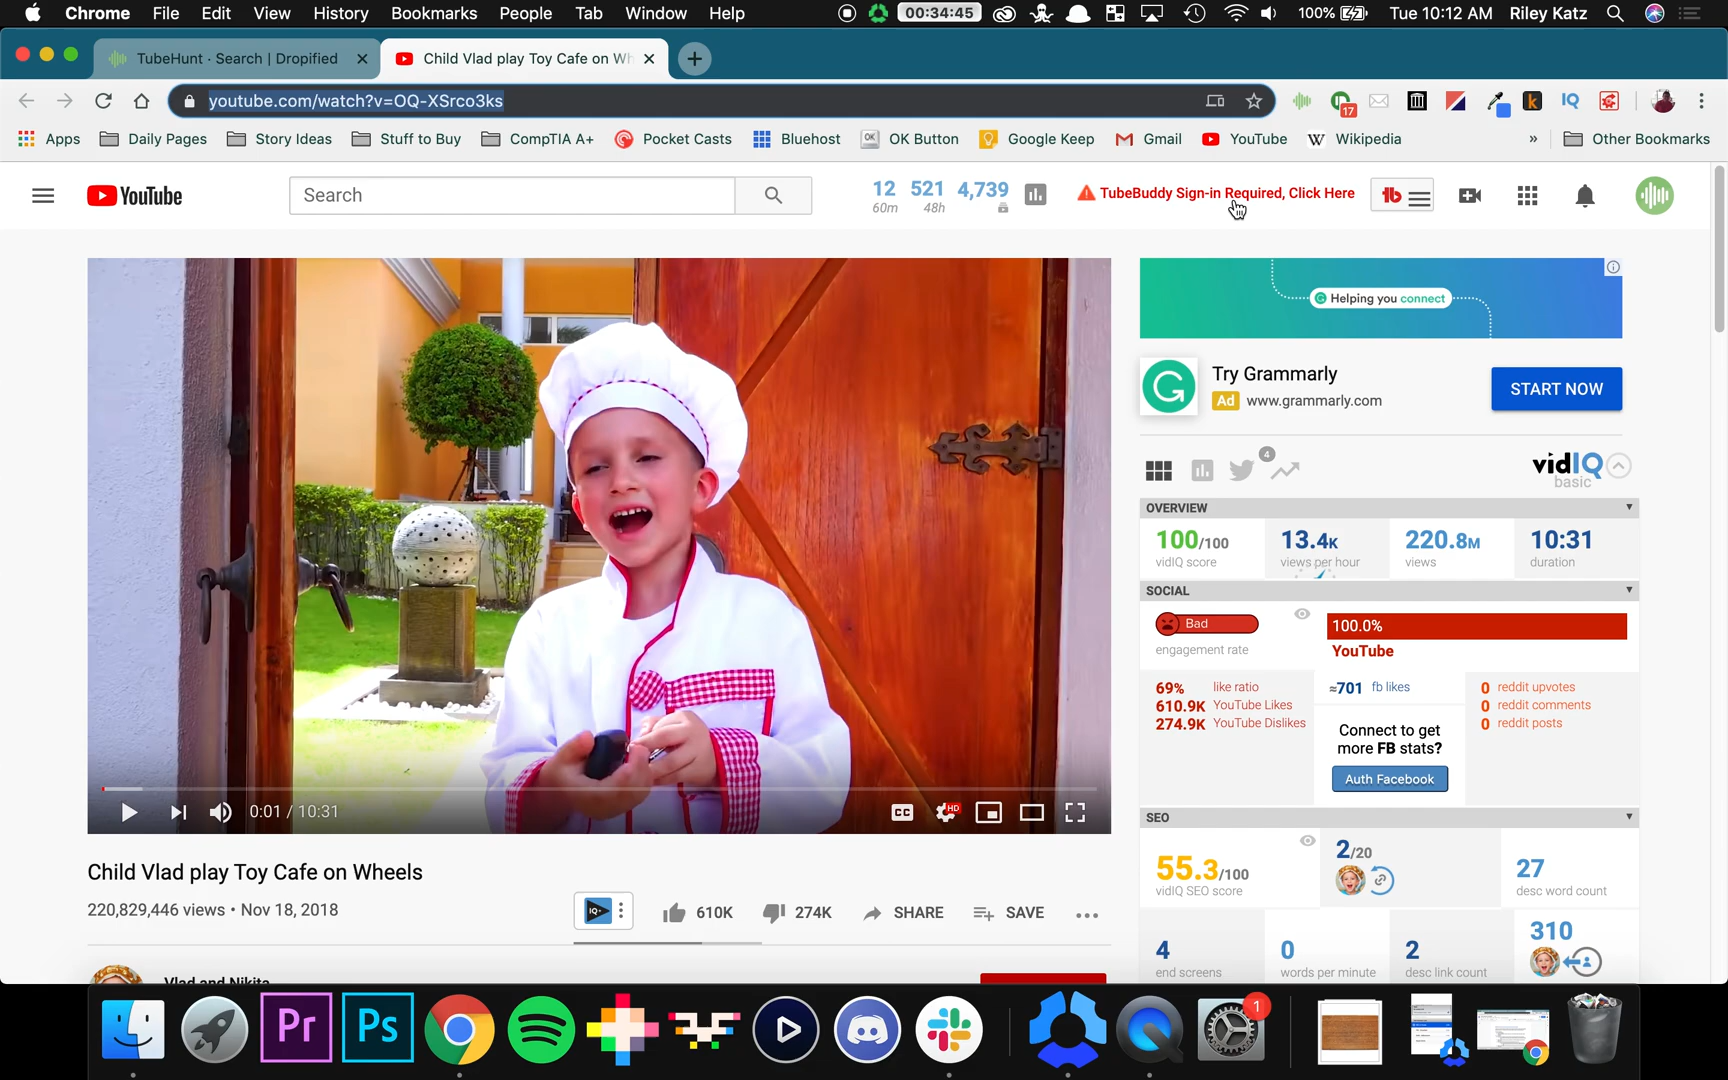 Chrome File Edit View History Bookmarks People Tab Window Help 00:34:45 100% Tue 10:12 AM Riley Katz
TubeHunt · Search | Dropified
Child Vlad play Toy Cafe on Wh
youtube.com/watch?v=OQ-XSrco3ks
17
k
IQ
Apps Daily Pages Story Ideas Stuff to Buy CompTIA A+ Pocket Casts Bluehost OK OK Button Google Keep Gmail YouTube W Wikipedia » Other Bookmarks
YouTube
Search
12 521 4,739
60m 48h
TubeBuddy Sign-in Required, Click Here
tb
Helping you connect
Try Grammarly
Ad www.grammarly.com
START NOW
4
vidIQ
basic
OVERVIEW
100/100 13.4K 220.8M 10:31
vidIQ score views per hour views duration
SOCIAL
Bad
engagement rate
100.0%
YouTube
69% like ratio
610.9K YouTube Likes
274.9K YouTube Dislikes
≈701 fb likes
Connect to get
more FB stats?
Auth Facebook
0 reddit upvotes
0 reddit comments
0 reddit posts
SEO
55.3/100
vidIQ SEO score
2/20
27
desc word count
4
end screens
0
words per minute
2
desc link count
310
0:01 / 10:31
CC
HD
Child Vlad play Toy Cafe on Wheels
220,829,446 views • Nov 18, 2018
IQ
610K 274K SHARE SAVE
Vlad and Nikita
Pr
Ps
1